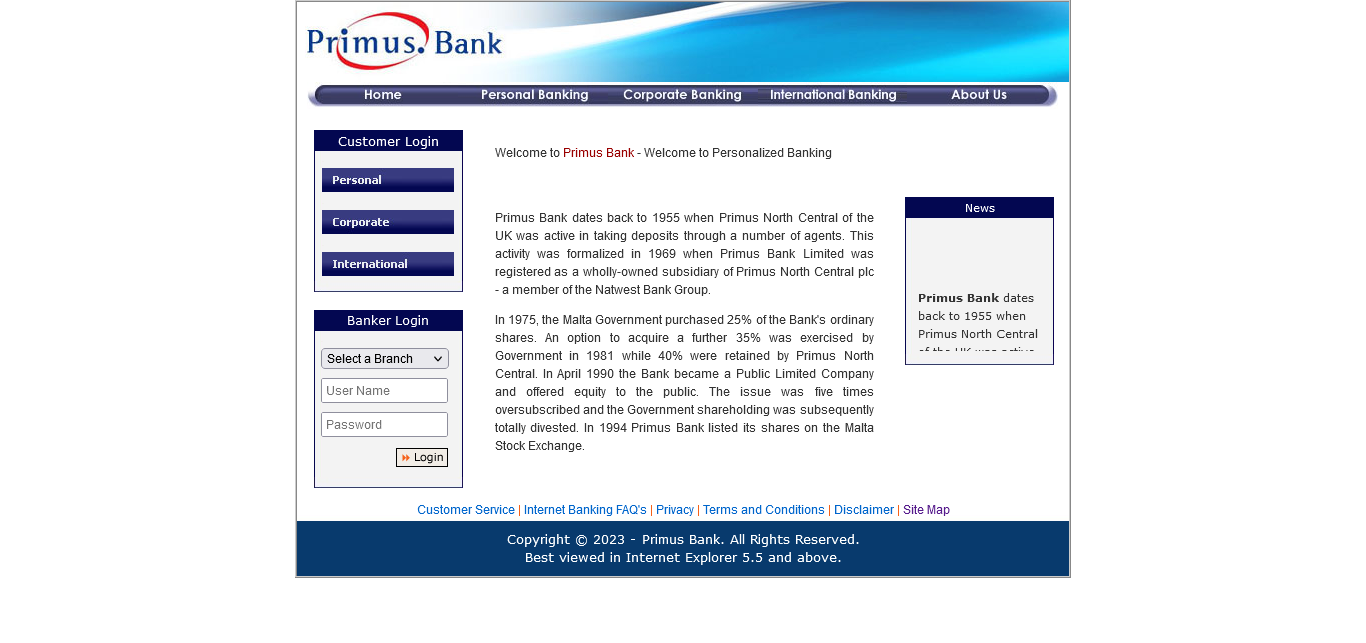 Primus. Bank
Home Personal Banking Corporate Banking International Banking About Us
Customer Login
Personal
Corporate
International
Banker Login
Select a Branch
User Name
Password
Login
Welcome to Primus Bank - Welcome to Personalized Banking
Primus Bank dates back to 1955 when Primus North Central of the
UK was active in taking deposits through a number of agents. This
activity was formalized in 1969 when Primus Bank Limited was
registered as a wholly-owned subsidiary of Primus North Central plc
- a member of the Natwest Bank Group.
In 1975, the Malta Government purchased 25% of the Bank's ordinary
shares. An option to acquire a further 35% was exercised by
Government in 1981 while 40% were retained by Primus North
Central. In April 1990 the Bank became a Public Limited Company
and offered equity to the public. The issue was five times
oversubscribed and the Government shareholding was subsequently
totally divested. In 1994 Primus Bank listed its shares on the Malta
Stock Exchange.
News
Primus Bank dates
back to 1955 when
Primus North Central
of the UK was active
Customer Service | Internet Banking FAQ's | Privacy | Terms and Conditions | Disclaimer | Site Map
Copyright © 2023 - Primus Bank. All Rights Reserved.
Best viewed in Internet Explorer 5.5 and above.